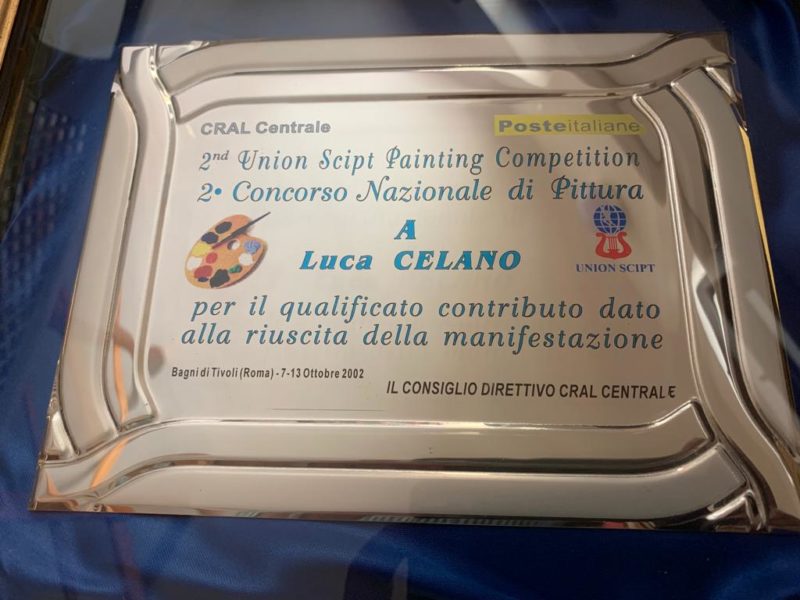 CRAL Centrale Posteitaliane
2nd Union Scipt Painting Competition
2• Concorso Nazionale di Pittura
A
Luca CELANO
UNION SCIPT
per il qualificato contributo dato
alla riuscita della manifestazione
Bagni di Tivoli (Roma) - 7-13 Ottobre 2002
IL CONSIGLIO DIRETTIVO CRAL CENTRALE